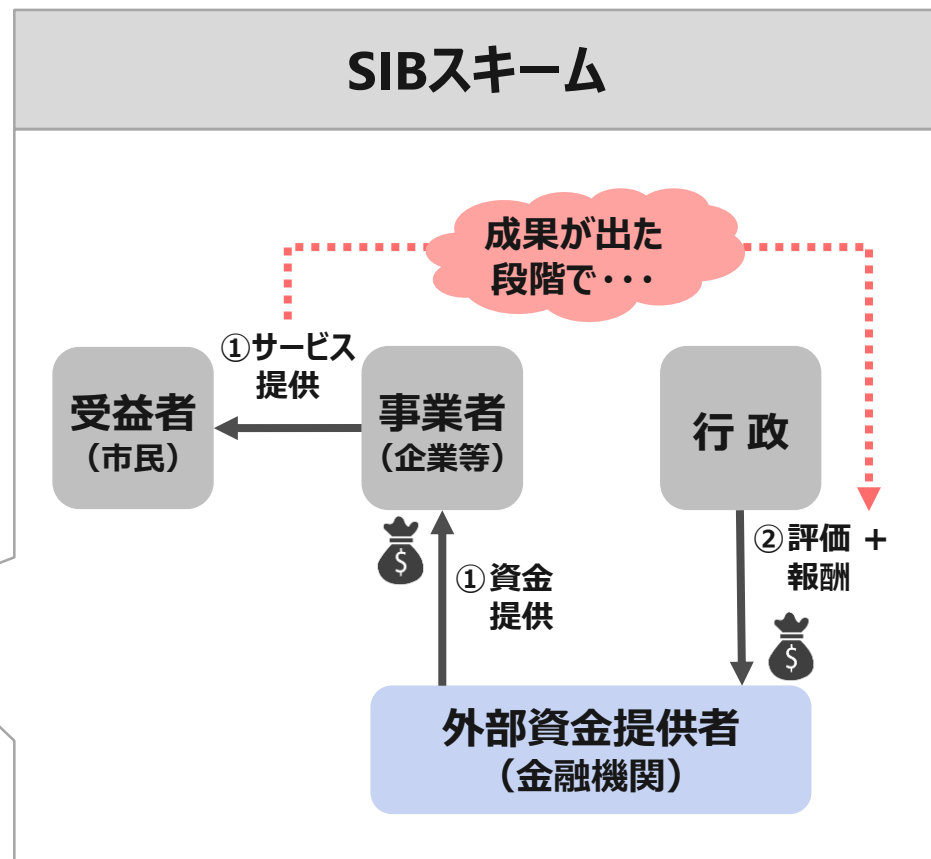 SIBスキーム
成果が出た
段階で・・・
①サービス
提供
受益者
（市民）
事業者
（企業等）
行 政
$
①資金
提供
②評価 +
報酬
$
外部資金提供者
（金融機関）